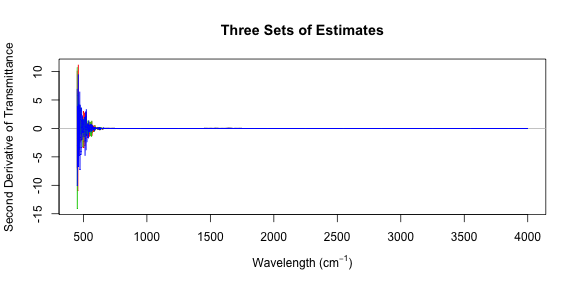 Three Sets of Estimates
Second Derivative of Transmittance
10
5
0
-5
-10
-15
500 1000 1500 2000 2500 3000 3500 4000
Wavelength (cm⁻¹)